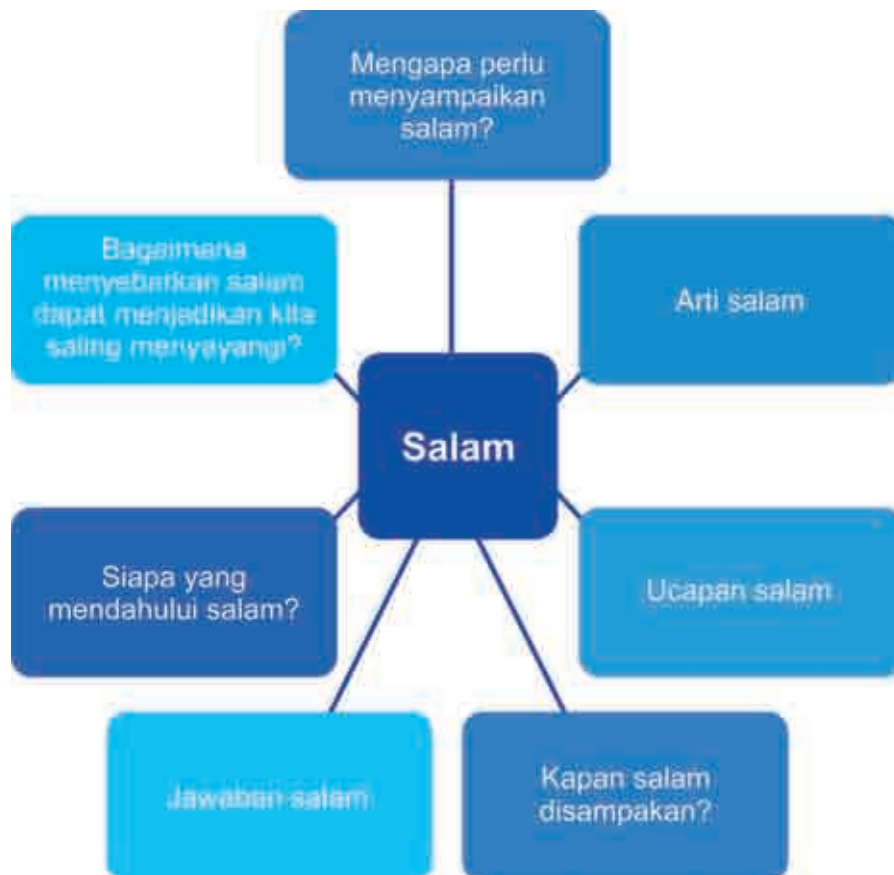 Mengapa perlu
menyampaikan
salam?
Arti salam
Ucapan salam
Kapan salam
disampakan?
Jawaban salam
Siapa yang
mendahului salam?
Bagaimana
menyebarkan salam
dapat menjadikan kita
saling menyayangi?
Salam